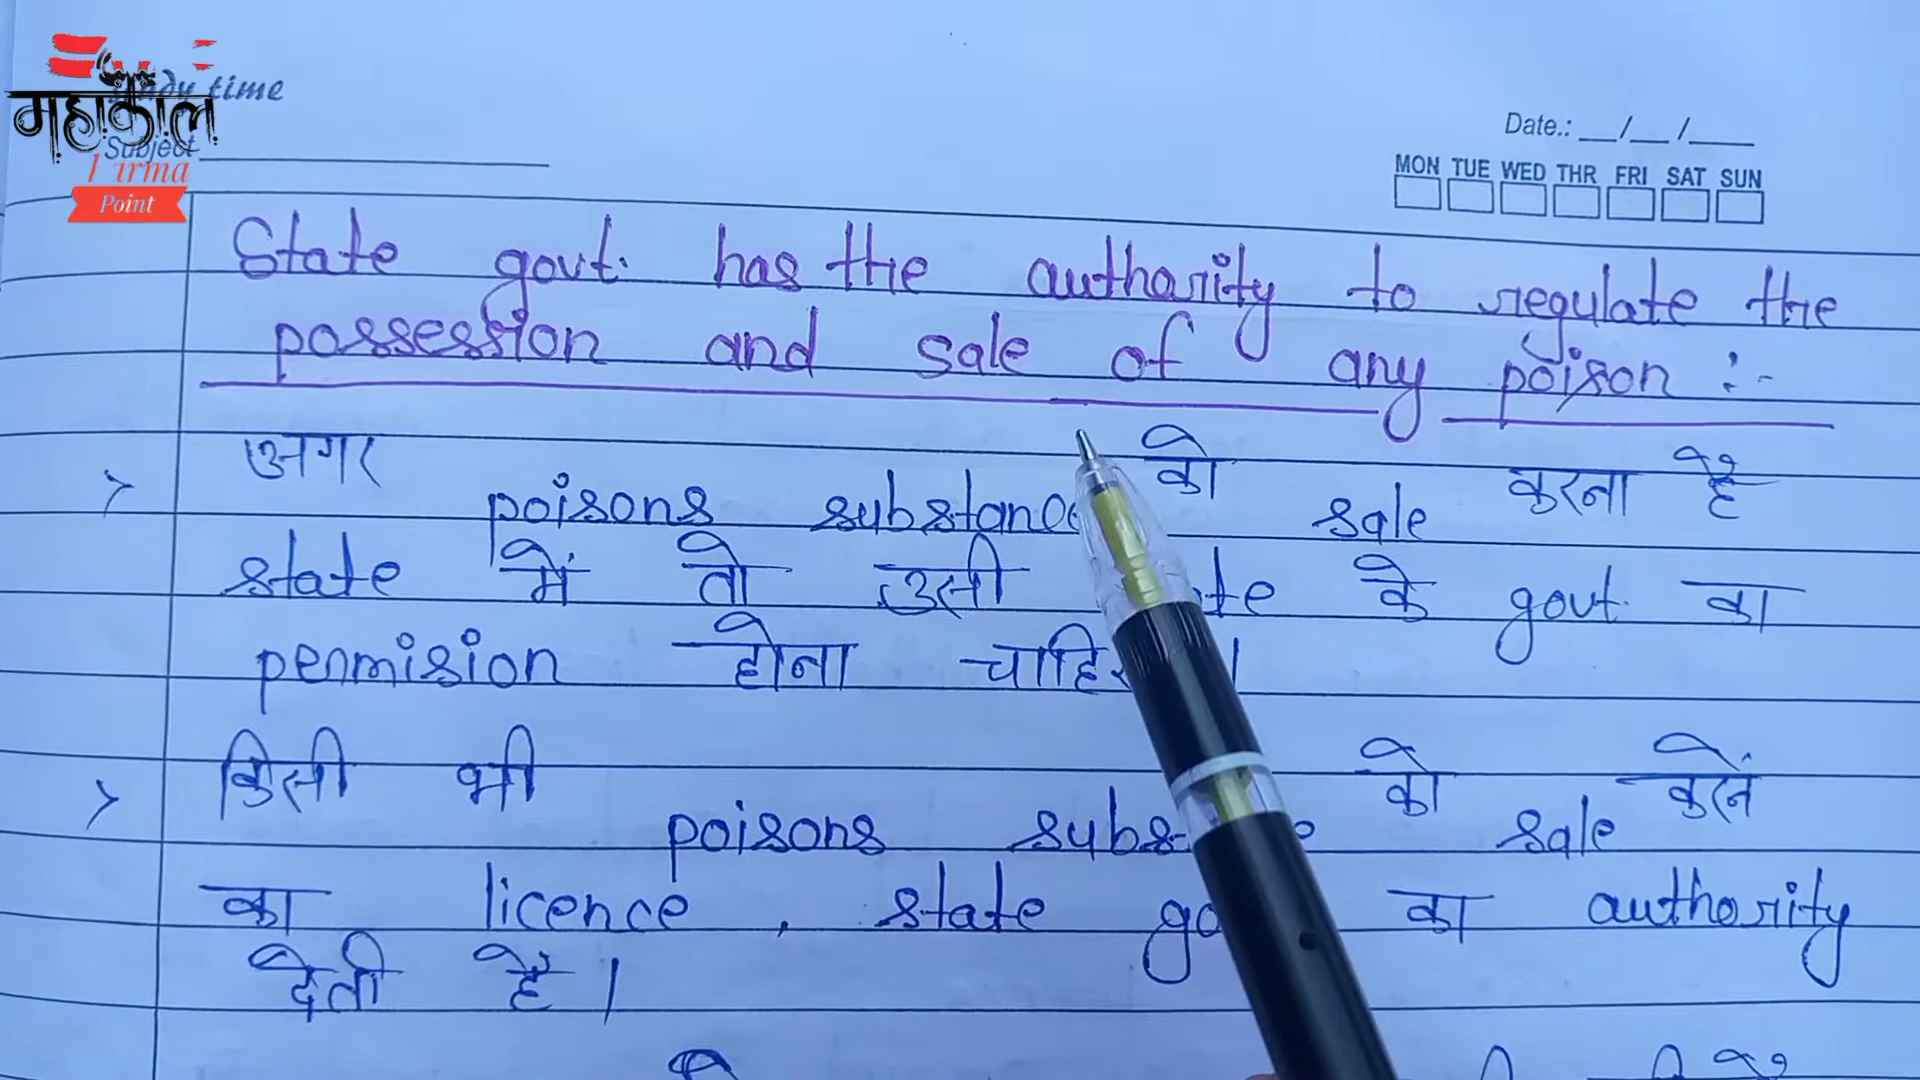 Study time
महाकाल
Subject
Pirma
Point
Date.: __/__/___
MON TUE WED THR FRI SAT SUN
State govt. has the authority to regulate the
possession and sale of any poison :-
> अगर poisons substance को sale करना है
state में तो उसी के govt. का
permision होना चाहिए ।
> किसी भी poisons को sale करने
का licence , state का authority
देती है ।